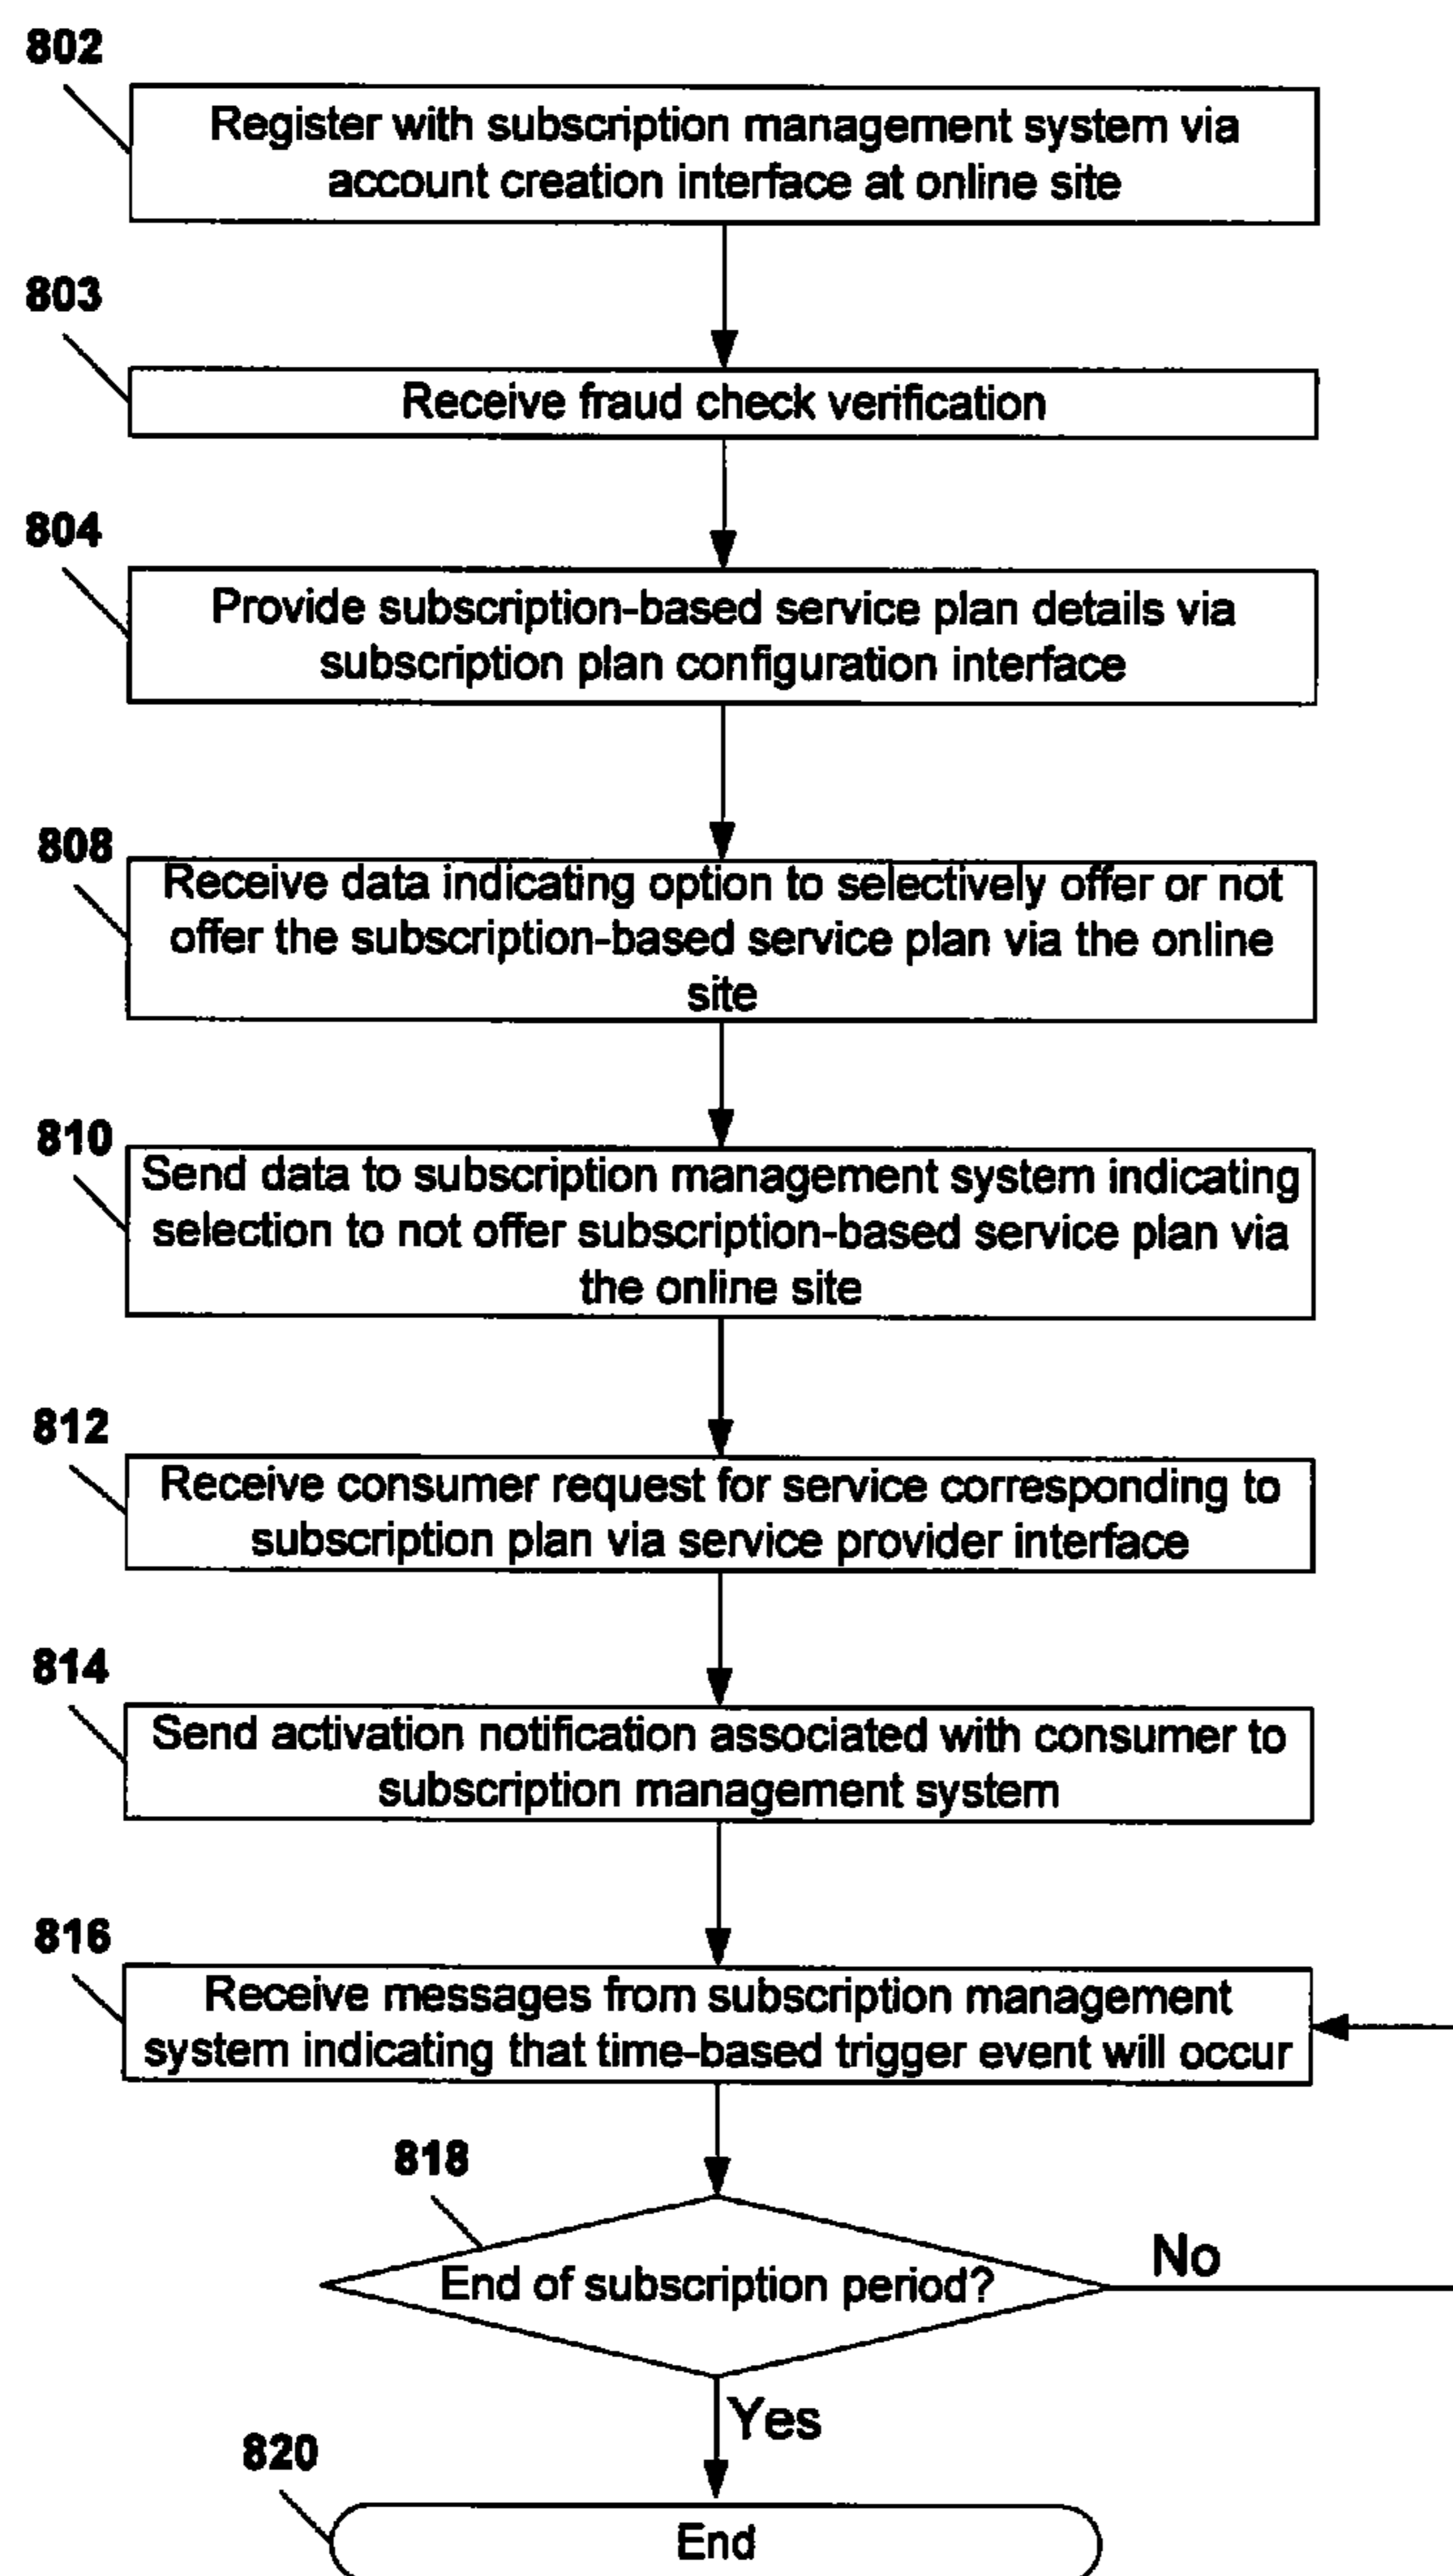 802
Register with subscription management system via
account creation interface at online site
803
Receive fraud check verification
804
Provide subscription-based service plan details via
subscription plan configuration interface
808
Receive data indicating option to selectively offer or not
offer the subscription-based service plan via the online
site
810
Send data to subscription management system indicating
selection to not offer subscription-based service plan via
the online site
812
Receive consumer request for service corresponding to
subscription plan via service provider interface
814
Send activation notification associated with consumer to
subscription management system
816
Receive messages from subscription management
system indicating that time-based trigger event will occur
818
End of subscription period?
No
Yes
820
End